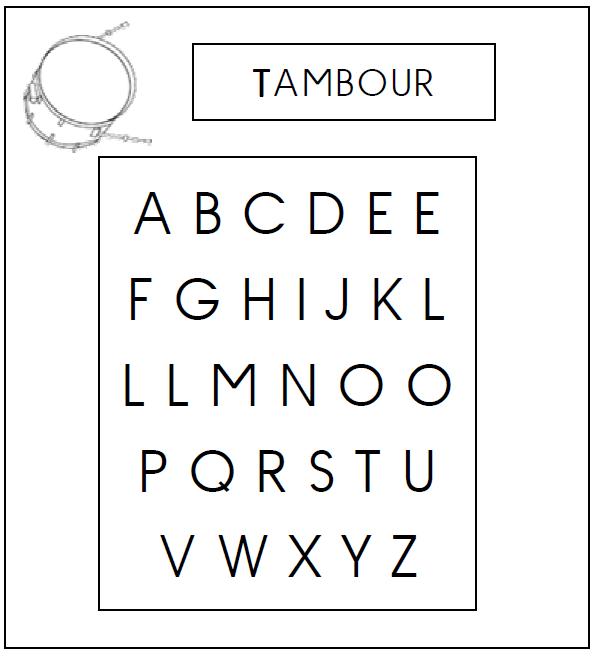 TAMBOUR
A B C D E E
F G H I J K L
L L M N O O
P Q R S T U
V W X Y Z